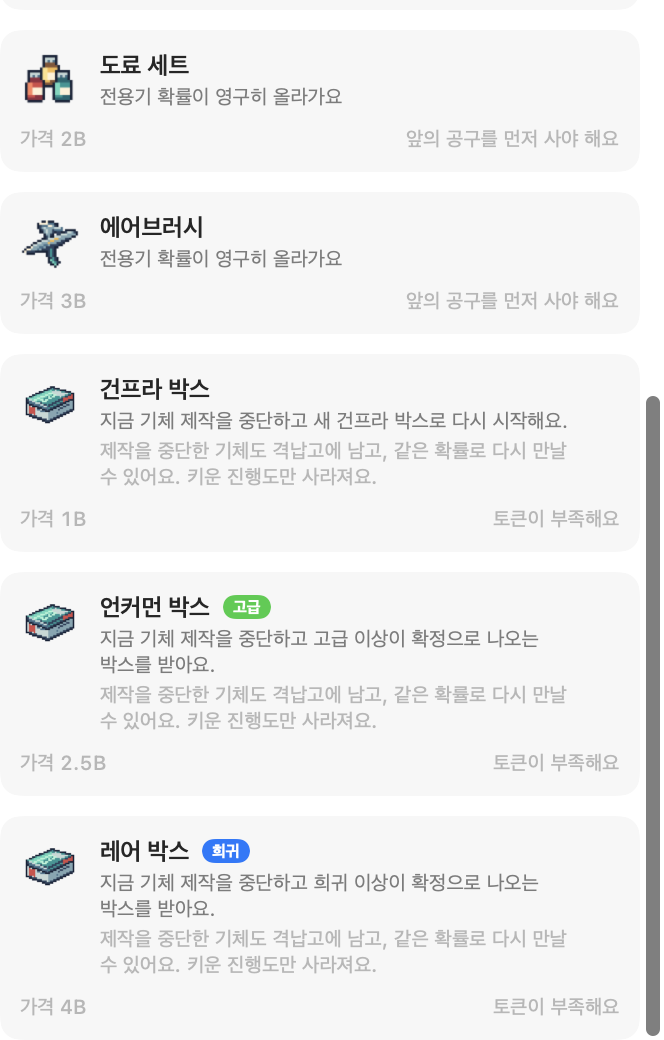 도료 세트
전용기 확률이 영구히 올라가요
가격 2B
앞의 공구를 먼저 사야 해요
에어브러시
전용기 확률이 영구히 올라가요
가격 3B
앞의 공구를 먼저 사야 해요
건프라 박스
지금 기체 제작을 중단하고 새 건프라 박스로 다시 시작해요.
제작을 중단한 기체도 격납고에 남고, 같은 확률로 다시 만날
수 있어요. 키운 진행도만 사라져요.
가격 1B
토큰이 부족해요
언커먼 박스
고급
지금 기체 제작을 중단하고 고급 이상이 확정으로 나오는
박스를 받아요.
제작을 중단한 기체도 격납고에 남고, 같은 확률로 다시 만날
수 있어요. 키운 진행도만 사라져요.
가격 2.5B
토큰이 부족해요
레어 박스
희귀
지금 기체 제작을 중단하고 희귀 이상이 확정으로 나오는
박스를 받아요.
제작을 중단한 기체도 격납고에 남고, 같은 확률로 다시 만날
수 있어요. 키운 진행도만 사라져요.
가격 4B
토큰이 부족해요